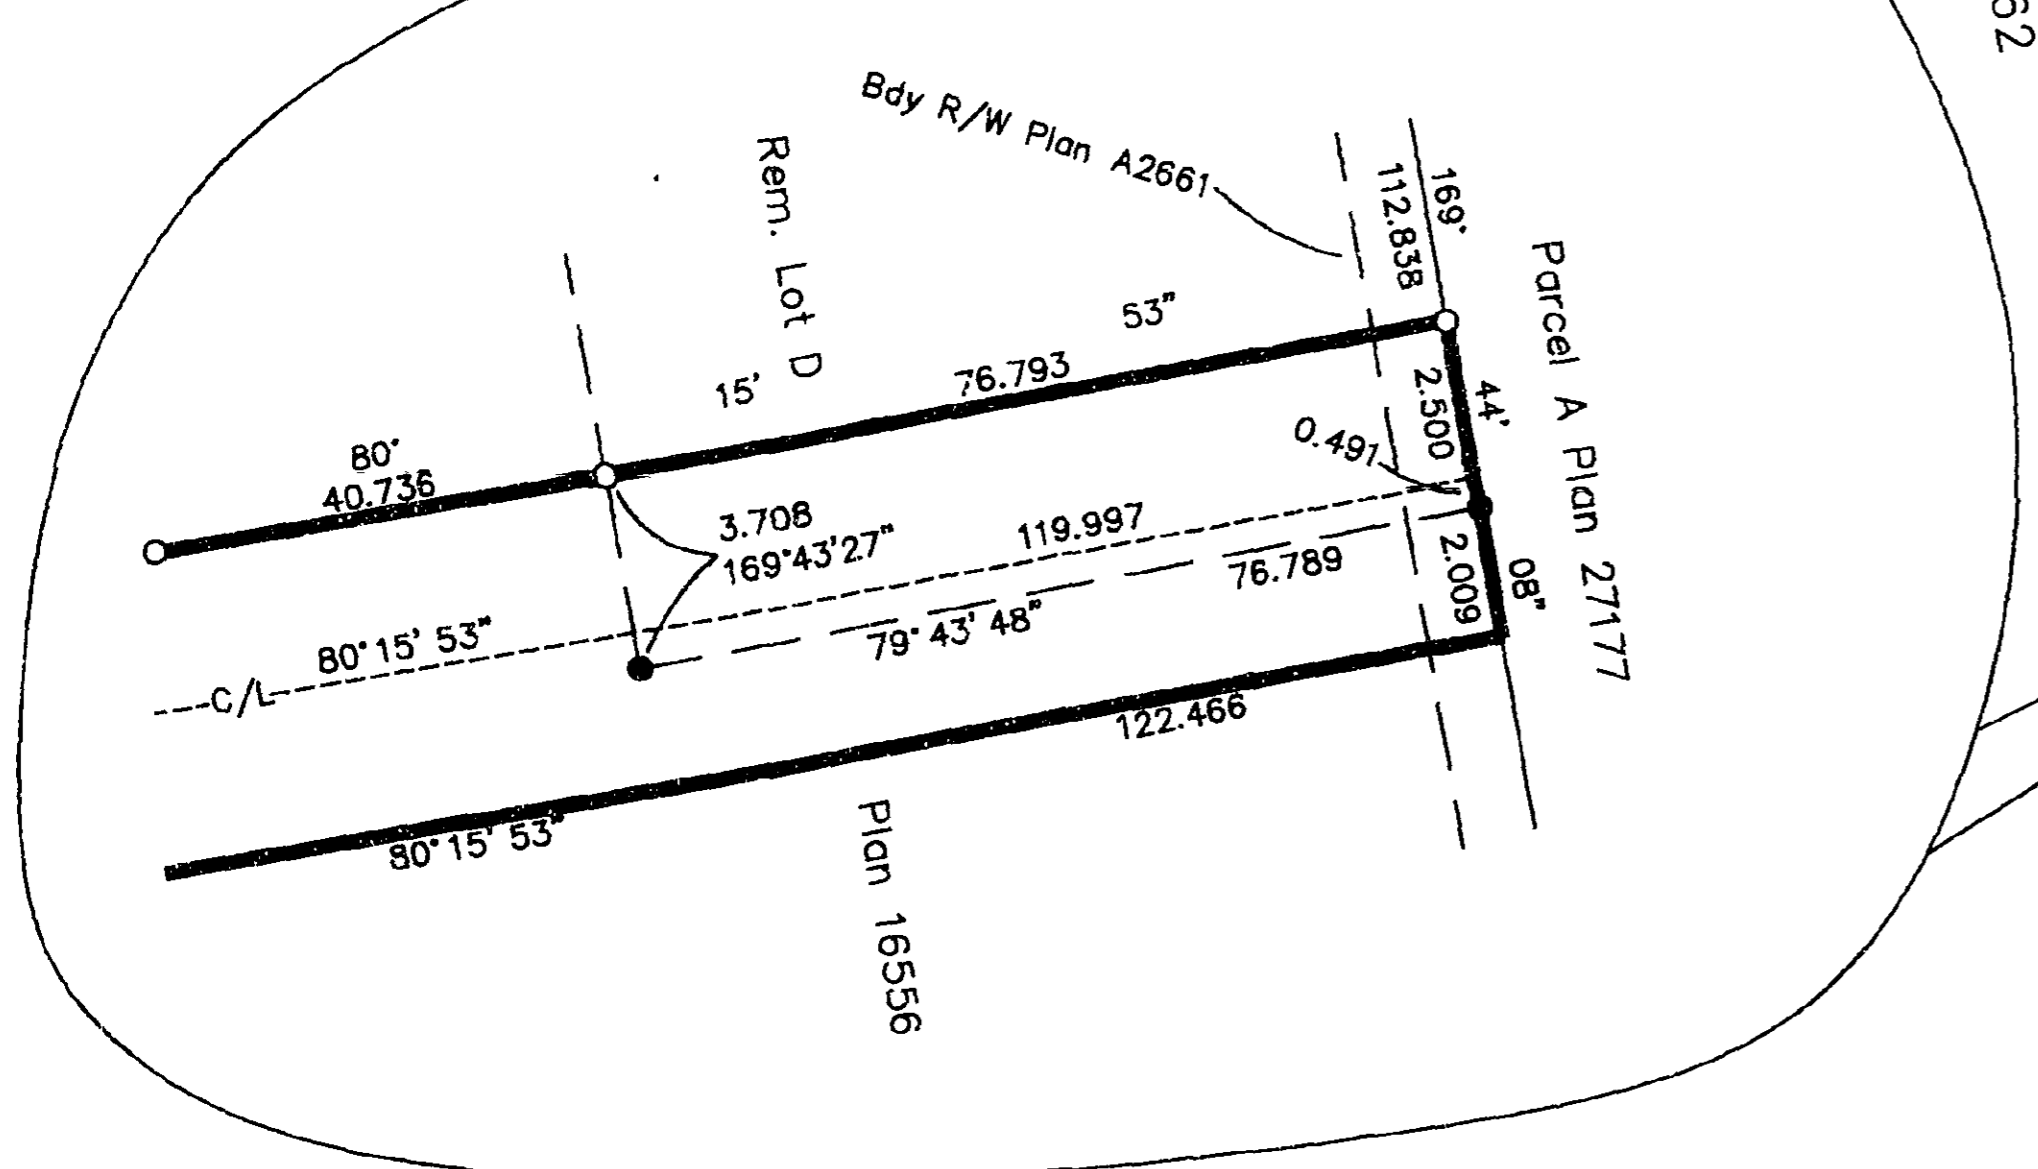 62
Bdy R/W Plan A2661
Rem. Lot D
169° 44' 08"
112.838
Parcel A Plan 27177
80° 15' 53"
40.736
76.793
2.500
0.491
3.708
169°43'27"
119.997
76.789
2.009
79° 43' 48"
80° 15' 53"
C/L
122.466
80° 15' 53"
Plan 16556